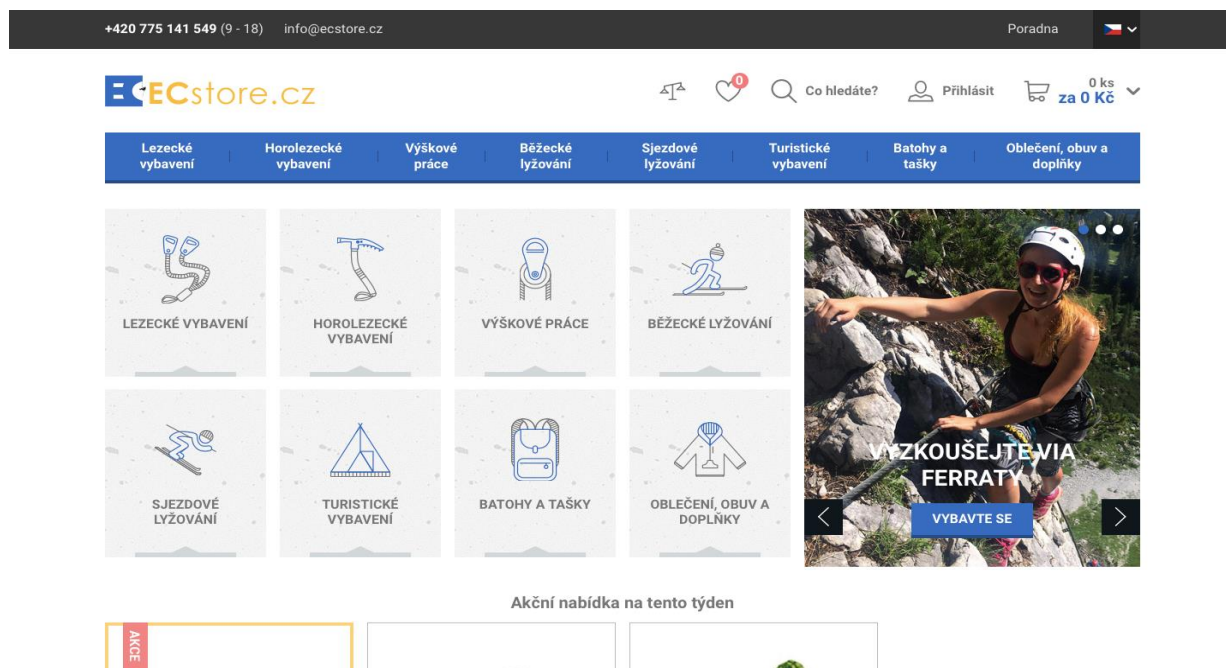 +420 775 141 549 (9 - 18) info@ecstore.cz Poradna
ECstore.cz
0
Co hledáte? Přihlásit 0 ks
za 0 Kč
Lezecké Horolezecké Výškové Běžecké Sjezdové Turistické Batohy a Oblečení, obuv a
vybavení vybavení práce lyžování lyžování vybavení tašky doplňky
LEZECKÉ VYBAVENÍ HOROLEZECKÉ VÝŠKOVÉ PRÁCE BĚŽECKÉ LYŽOVÁNÍ
VYBAVENÍ
VYZKOUŠEJTE VIA
FERRATY
VYBAVTE SE
SJEZDOVÉ TURISTICKÉ BATOHY A TAŠKY OBLEČENÍ, OBUV A
LYŽOVÁNÍ VYBAVENÍ DOPLŇKY
Akční nabídka na tento týden
AKCE